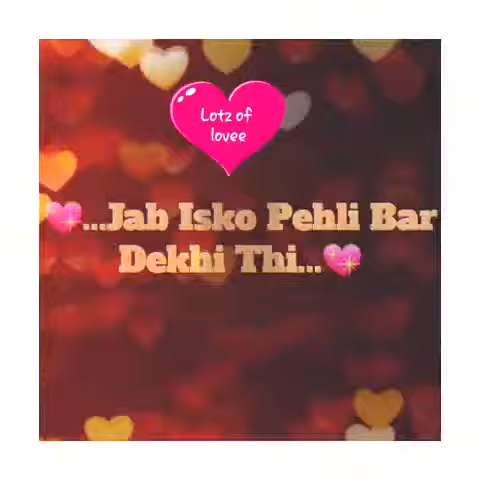 Lotz of
lovee
💖...Jab Isko Pehli Bar
Dekhi Thi...💖